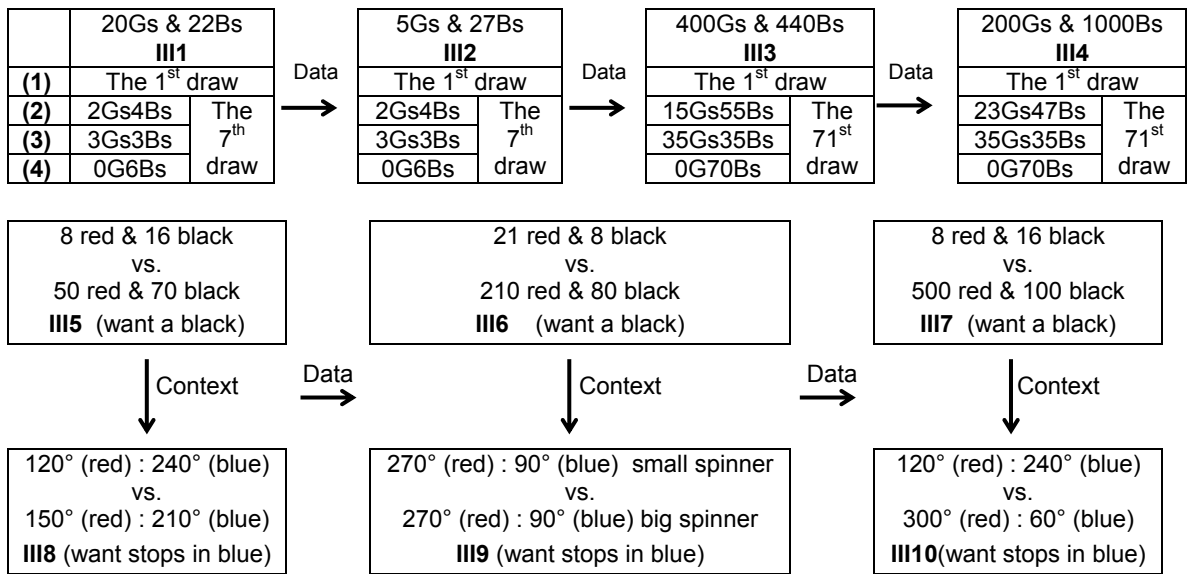 20Gs & 22Bs
III1
(1) The 1st draw
(2) 2Gs4Bs The
(3) 3Gs3Bs 7th
(4) 0G6Bs draw
Data
5Gs & 27Bs
III2
The 1st draw
2Gs4Bs The
3Gs3Bs 7th
0G6Bs draw
Data
400Gs & 440Bs
III3
The 1st draw
15Gs55Bs The
35Gs35Bs 71st
0G70Bs draw
Data
200Gs & 1000Bs
III4
The 1st draw
23Gs47Bs The
35Gs35Bs 71st
0G70Bs draw
8 red & 16 black
vs.
50 red & 70 black
III5 (want a black)
21 red & 8 black
vs.
210 red & 80 black
III6 (want a black)
8 red & 16 black
vs.
500 red & 100 black
III7 (want a black)
Context
Data
Context
Data
Context
120° (red) : 240° (blue)
vs.
150° (red) : 210° (blue)
III8 (want stops in blue)
270° (red) : 90° (blue) small spinner
vs.
270° (red) : 90° (blue) big spinner
III9 (want stops in blue)
120° (red) : 240° (blue)
vs.
300° (red) : 60° (blue)
III10(want stops in blue)